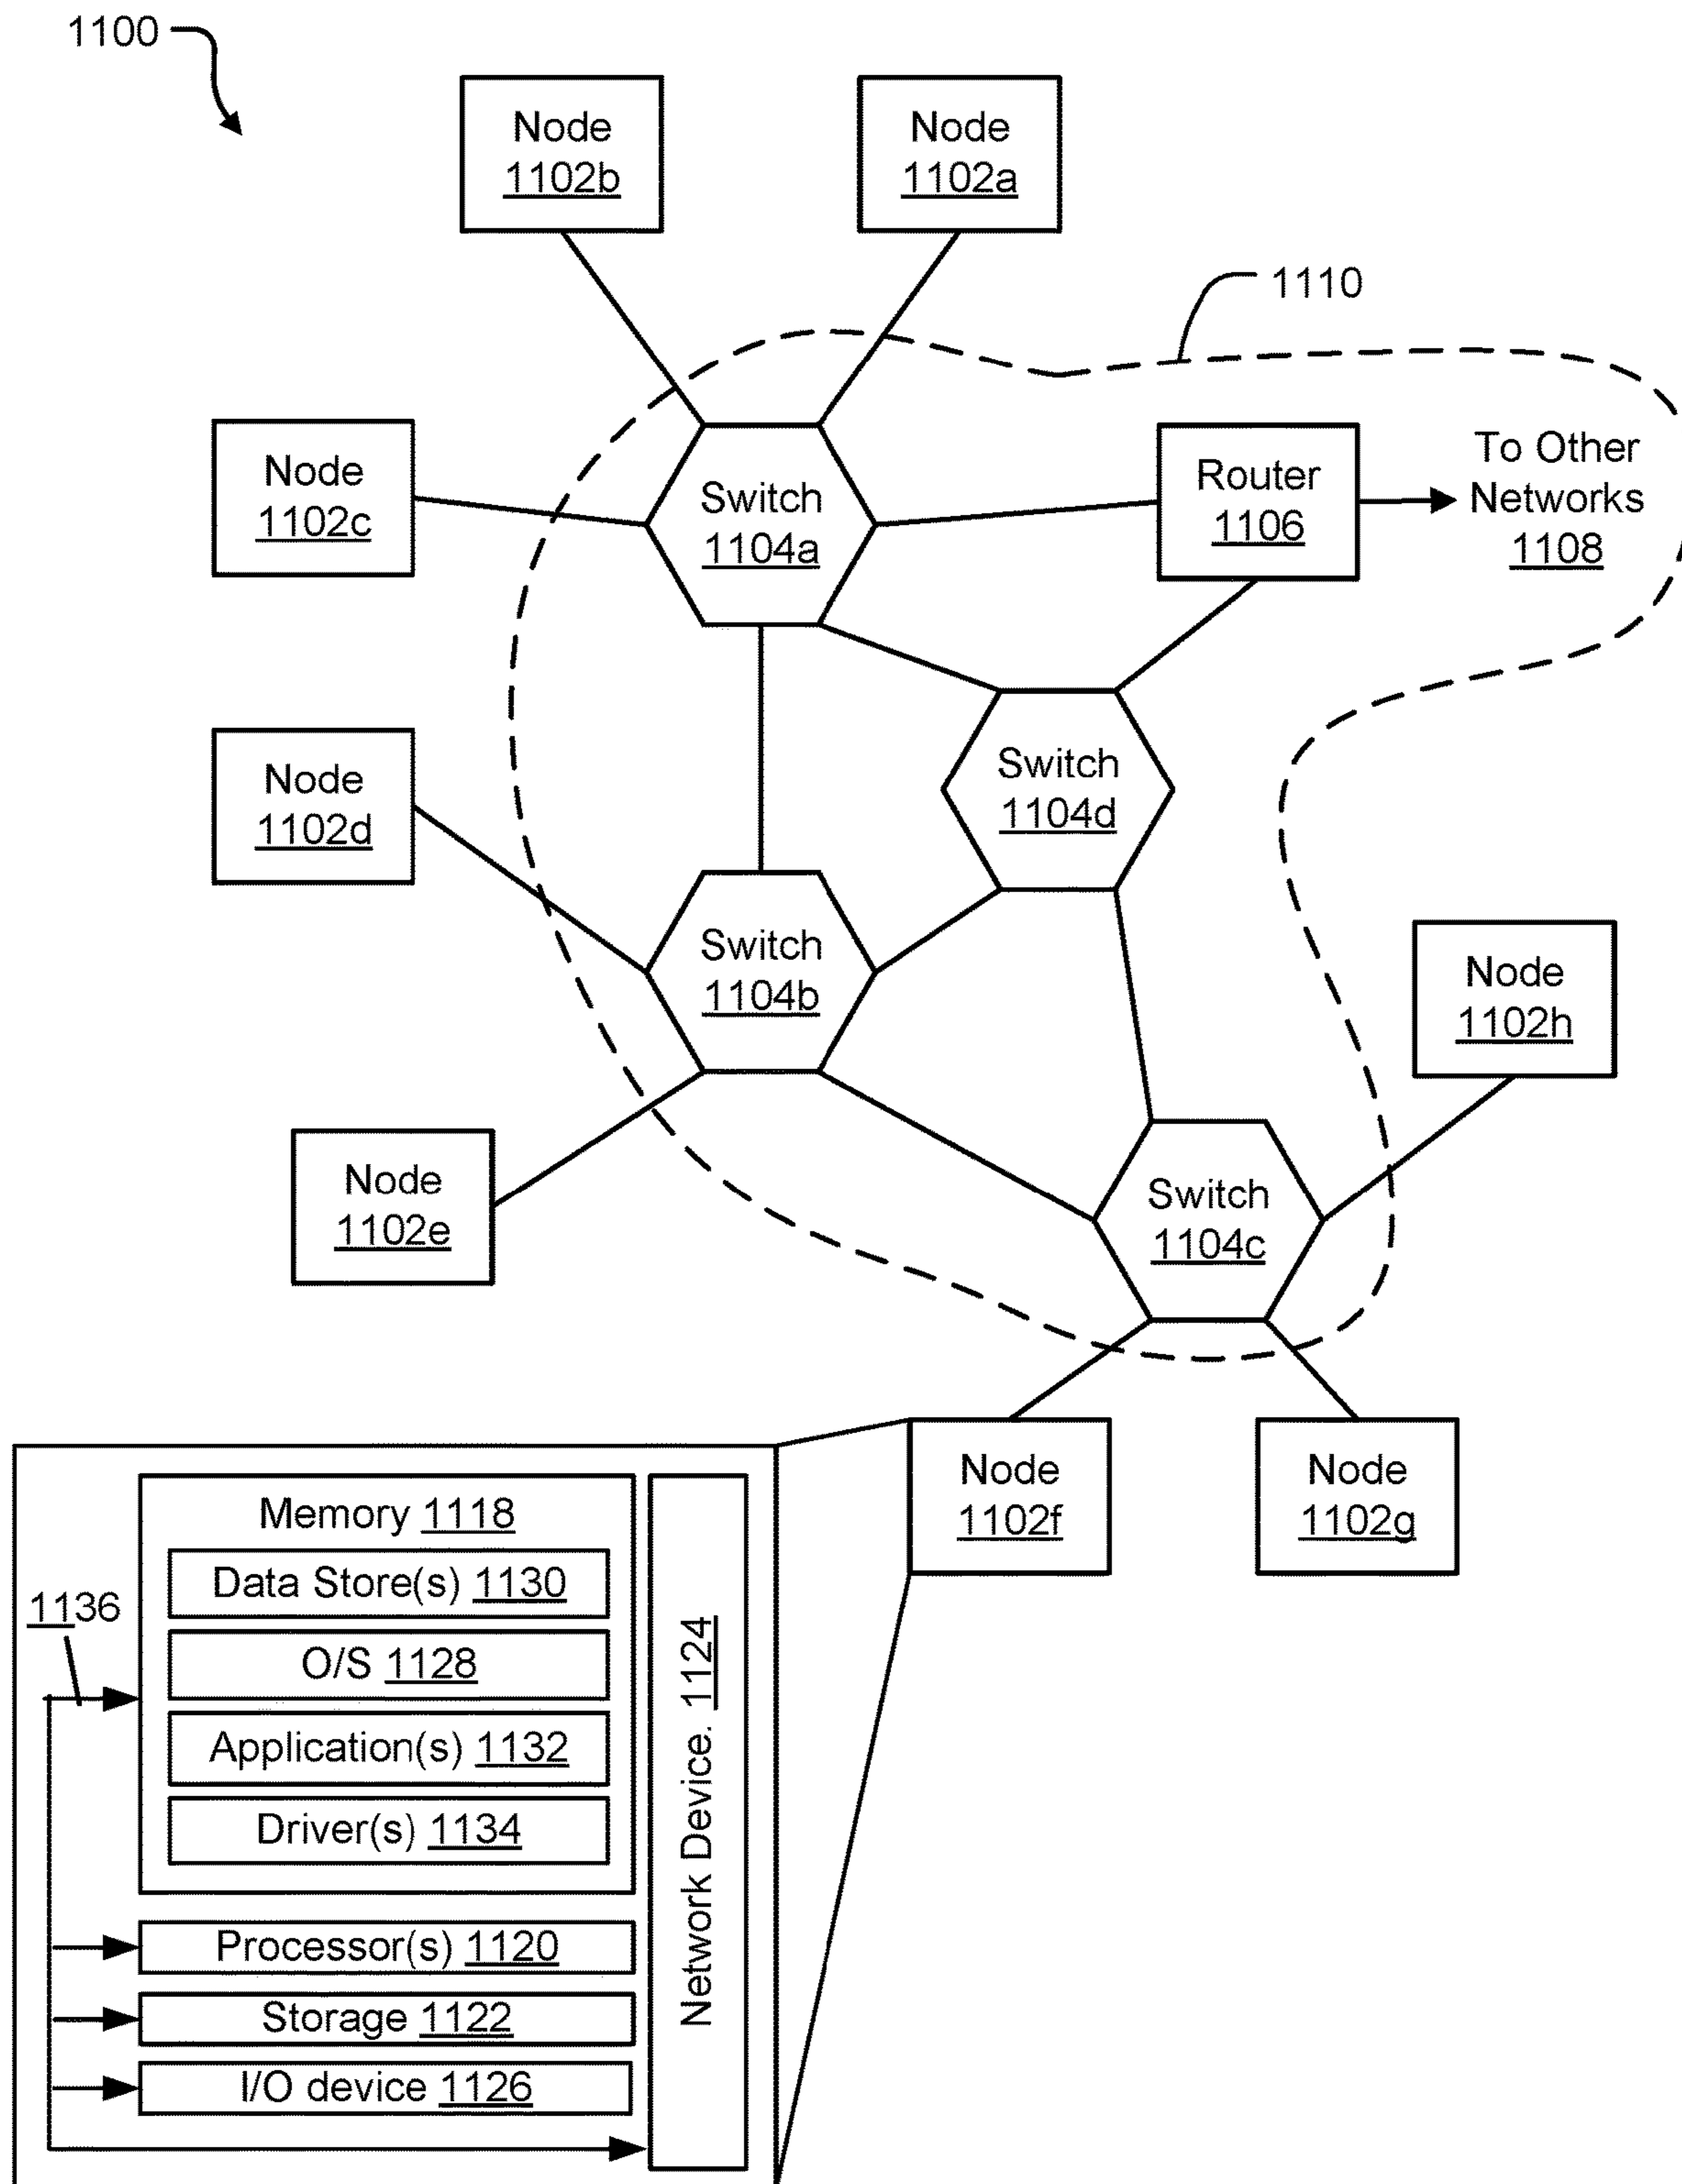 1100
Node
1102b
Node
1102a
1110
Node
1102c
Switch
1104a
Router
1106
To Other
Networks
1108
Node
1102d
Switch
1104d
Switch
1104b
Node
1102h
Node
1102e
Switch
1104c
Node
1102f
Node
1102g
Memory 1118
Data Store(s) 1130
1136
O/S 1128
Application(s) 1132
Driver(s) 1134
Network Device. 1124
Processor(s) 1120
Storage 1122
I/O device 1126